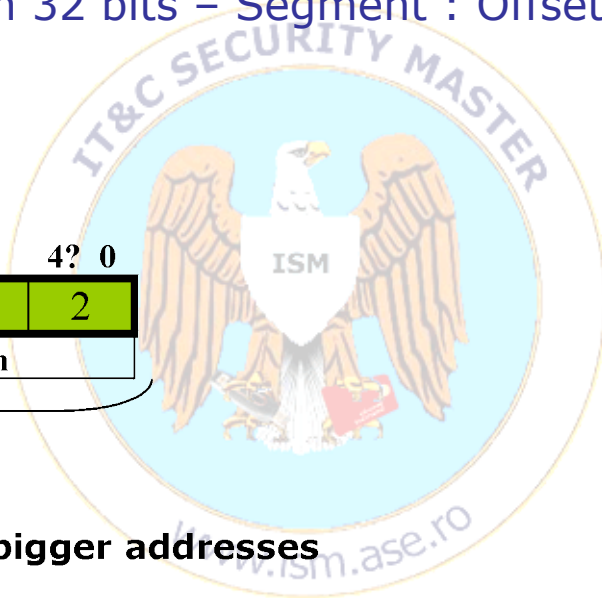 n 32 bits – Segment : Offset
IT&C SECURITY MASTER
ISM
4? 0
2
n
bigger addresses
www.ism.ase.ro